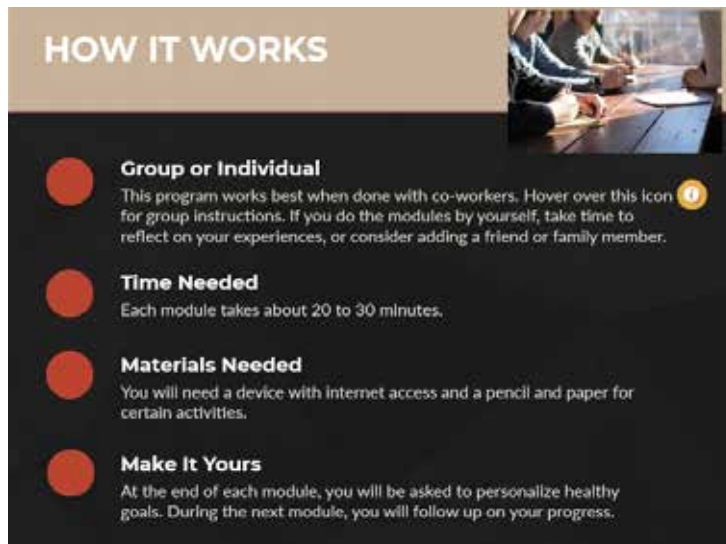 HOW IT WORKS
Group or Individual
This program works best when done with co-workers. Hover over this icon i
for group instructions. If you do the modules by yourself, take time to
reflect on your experiences, or consider adding a friend or family member.
Time Needed
Each module takes about 20 to 30 minutes.
Materials Needed
You will need a device with internet access and a pencil and paper for
certain activities.
Make It Yours
At the end of each module, you will be asked to personalize healthy
goals. During the next module, you will follow up on your progress.